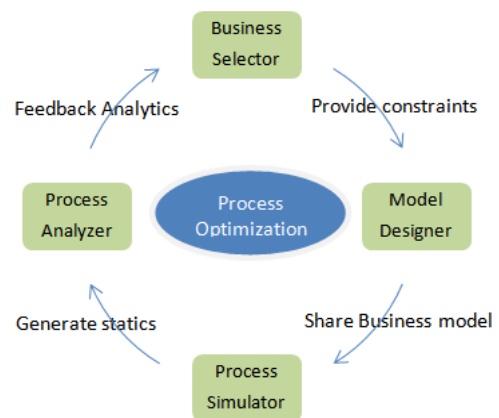 Business
Selector
Feedback Analytics
Provide constraints
Process
Analyzer
Process
Optimization
Model
Designer
Generate statics
Share Business model
Process
Simulator